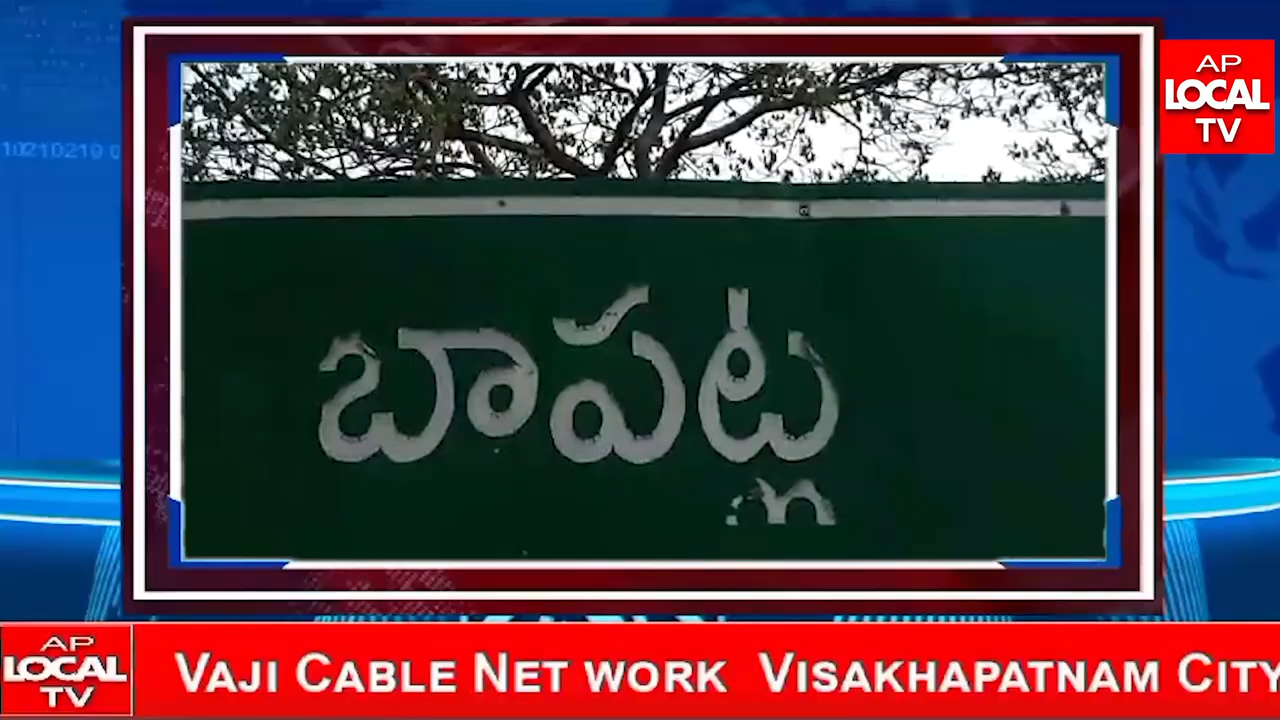 AP
LOCAL
TV
బాపట్ల
AP
LOCAL
TV
VAJI CABLE NET WORK VISAKHAPATNAM CITY